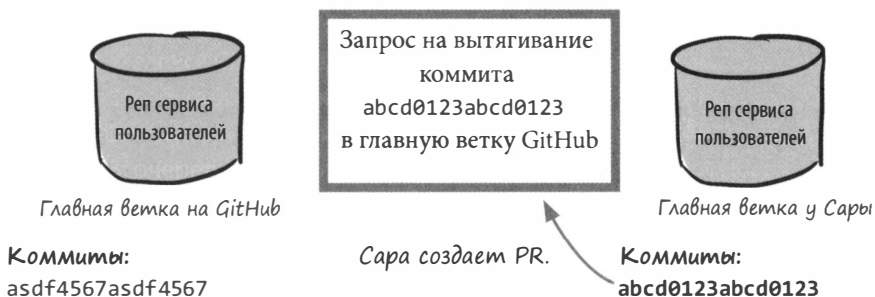 Реп сервиса
пользователей
Главная ветка на GitHub
Коммиты:
asdf4567asdf4567
Запрос на вытягивание
коммита
abcd0123abcd0123
в главную ветку GitHub
Сара создает PR.
Реп сервиса
пользователей
Главная ветка у Сары
Коммиты:
abcd0123abcd0123